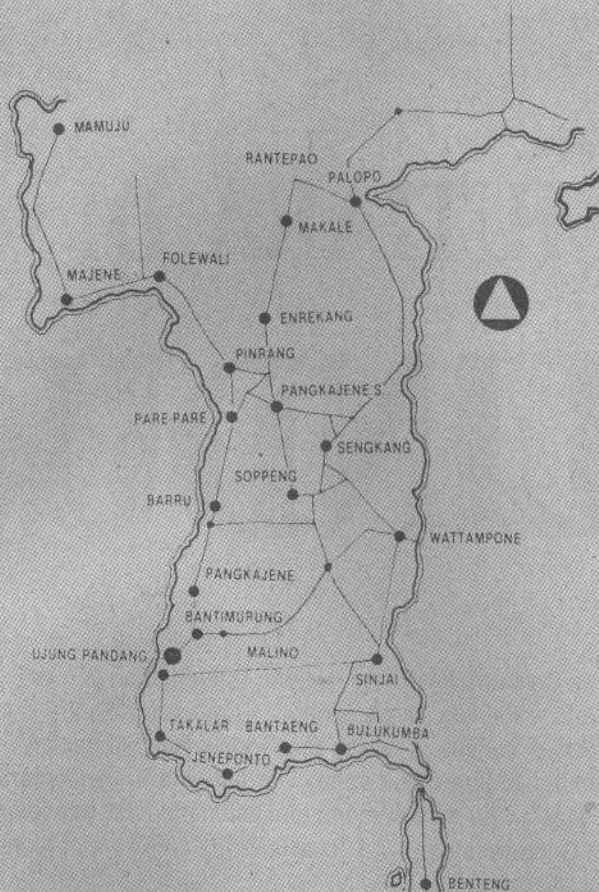 MAMUJU
RANTEPAO
PALOPO
MAKALE
FOLEWALI
MAJENE
ENREKANG
PINRANG
PANGKAJENE S.
PARE-PARE
SENGKANG
SOPPENG
BARRU
WATTAMPONE
PANGKAJENE
BANTIMURUNG
UJUNG PANDANG
MALINO
SINJAI
TAKALAR
BANTAENG
BULUKUMBA
JENEPONTO
BENTENG